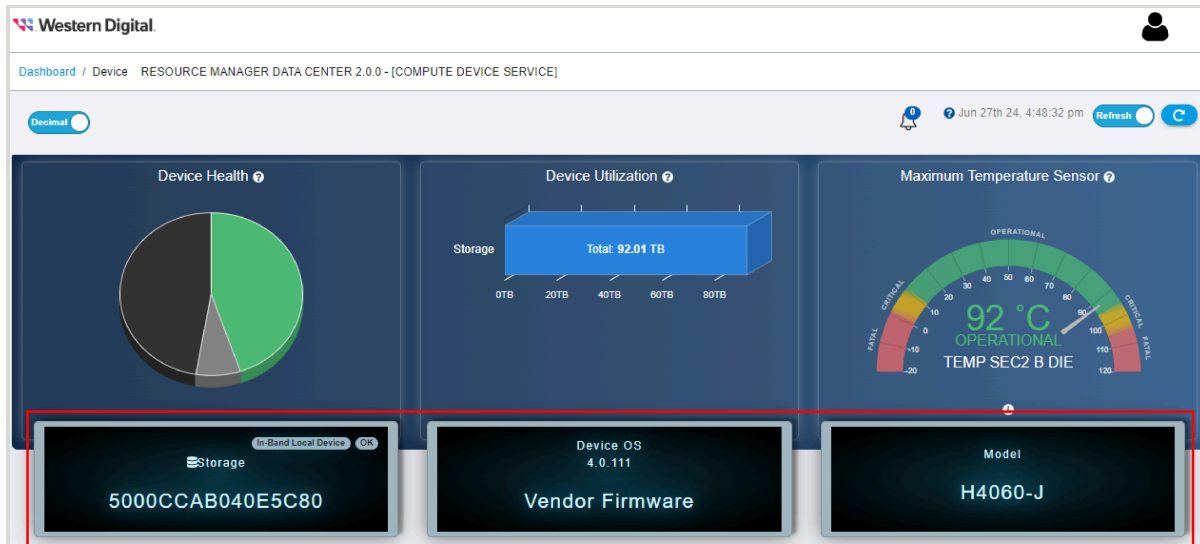 Western Digital.
Dashboard / Device RESOURCE MANAGER DATA CENTER 2.0.0 - [COMPUTE DEVICE SERVICE]
Decimal
0
Jun 27th 24, 4:48:32 pm
Refresh
Device Health
Device Utilization
Storage
Total: 92.01 TB
0TB 20TB 40TB 60TB 80TB
Maximum Temperature Sensor
FATAL CRITICAL OPERATIONAL CRITICAL FATAL
-20 -10 0 10 20 30 40 50 60 70 80 90 100 110 120
92 °C
OPERATIONAL
TEMP SEC2 B DIE
In-Band Local Device OK
Storage
5000CCAB040E5C80
Device OS
4.0.111
Vendor Firmware
Model
H4060-J